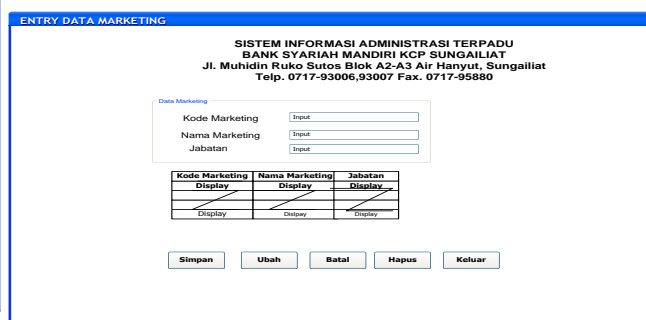 ENTRY DATA MARKETING
SISTEM INFORMASI ADMINISTRASI TERPADU
BANK SYARIAH MANDIRI KCP SUNGAILIAT
Jl. Muhidin Ruko Sutos Blok A2-A3 Air Hanyut, Sungailiat
Telp. 0717-93006,93007 Fax. 0717-95880
Data Marketing
Kode Marketing Input
Nama Marketing Input
Jabatan Input
Kode Marketing Nama Marketing Jabatan
Display Display Display
Display Dislpay Display
Simpan Ubah Batal Hapus Keluar